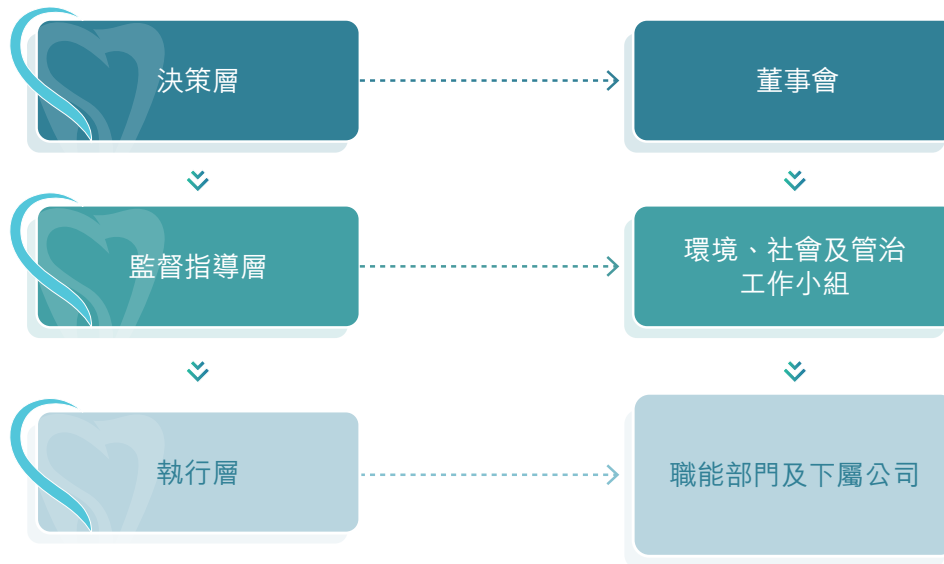 決策層
董事會
監督指導層
環境、社會及管治
工作小組
執行層
職能部門及下屬公司